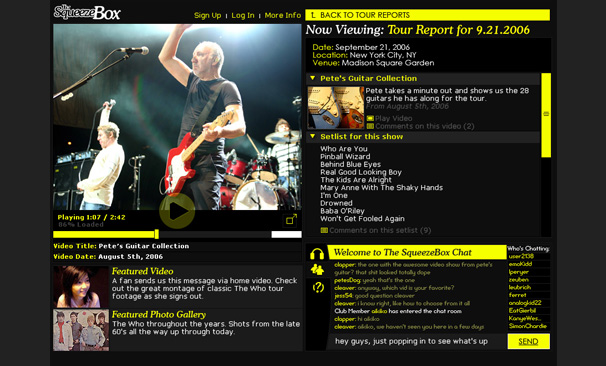 The SqueezeBox
Sign Up | Log In | More Info
Playing 1:07 / 2:42
86% Loaded
Video Title: Pete's Guitar Collection
Video Date: August 5th, 2006
Featured Video
A fan sends us this message via home video. Check
out the great montage of classic The Who tour
footage as she signs out.
Featured Photo Gallery
The Who throughout the years. Shots from the late
60's all the way up through today.
BACK TO TOUR REPORTS
Now Viewing: Tour Report for 9.21.2006
Date: September 21, 2006
Location: New York City, NY
Venue: Madison Square Garden
Pete's Guitar Collection
Pete takes a minute out and shows us the 28
guitars he has along for the tour.
From August 5th, 2006
Play Video
Comments on this video (2)
Setlist for this show
Who Are You
Pinball Wizard
Behind Blue Eyes
Real Good Looking Boy
The Kids Are Alright
Mary Anne With The Shaky Hands
I'm One
Drowned
Baba O'Riley
Won't Get Fooled Again
Comments on this setlist (9)
Welcome to The SqueezeBox Chat
clapper: the one with the awesome video show from pete's
guitar? that shit looked totally dope
petesDog: yeah that's the one
cleaver: anyway, which vid is your favorite?
jess54: good question cleaver
cleaver: i know right, like how to choose from it all
Club Member akiko has entered the chat room
clapper: hi akiko
cleaver: akiko, we haven't seen you here in a few days
hey guys, just popping in to see what's up
SEND
Who's Chatting:
user2138
emoKidd
lperyer
zeuben
leubrich
ferret
analogkid22
EatGierbil
KanyeWes...
SimonChardie